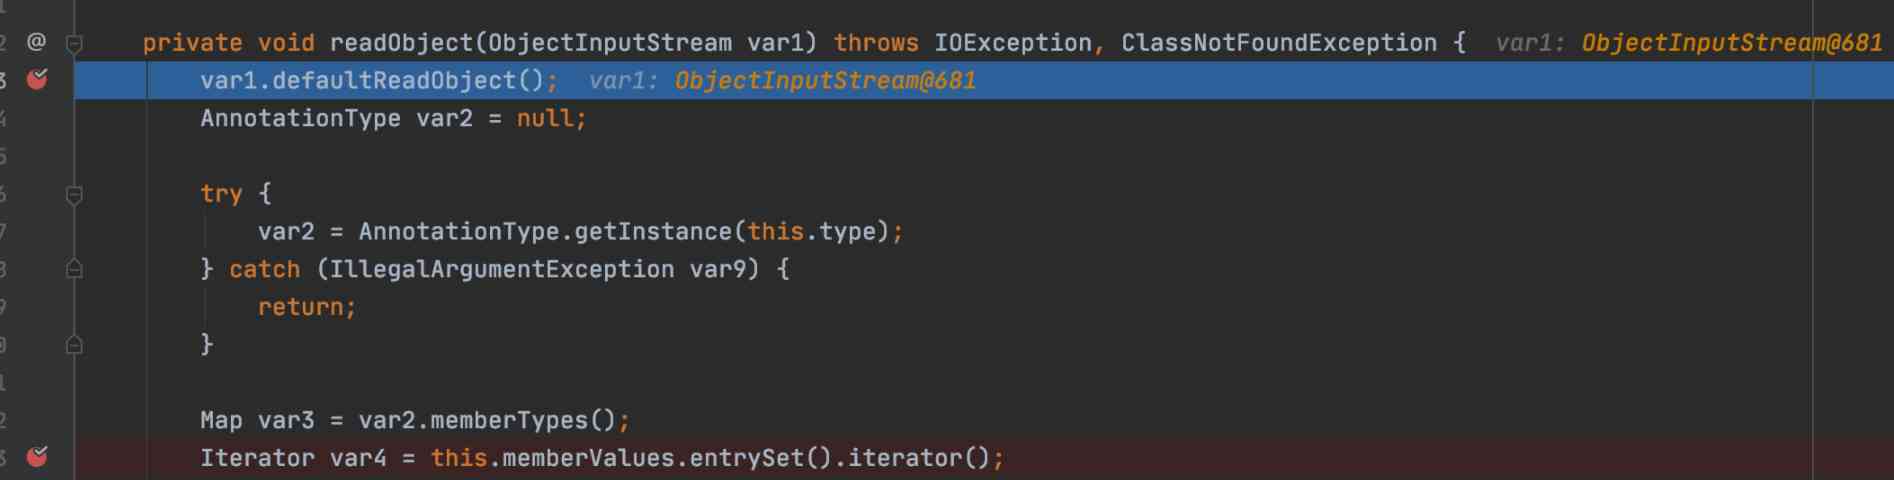 @ private void readObject(ObjectInputStream var1) throws IOException, ClassNotFoundException { var1: ObjectInputStream@681
var1.defaultReadObject(); var1: ObjectInputStream@681
AnnotationType var2 = null;
try {
var2 = AnnotationType.getInstance(this.type);
} catch (IllegalArgumentException var9) {
return;
}
Map var3 = var2.memberTypes();
Iterator var4 = this.memberValues.entrySet().iterator();